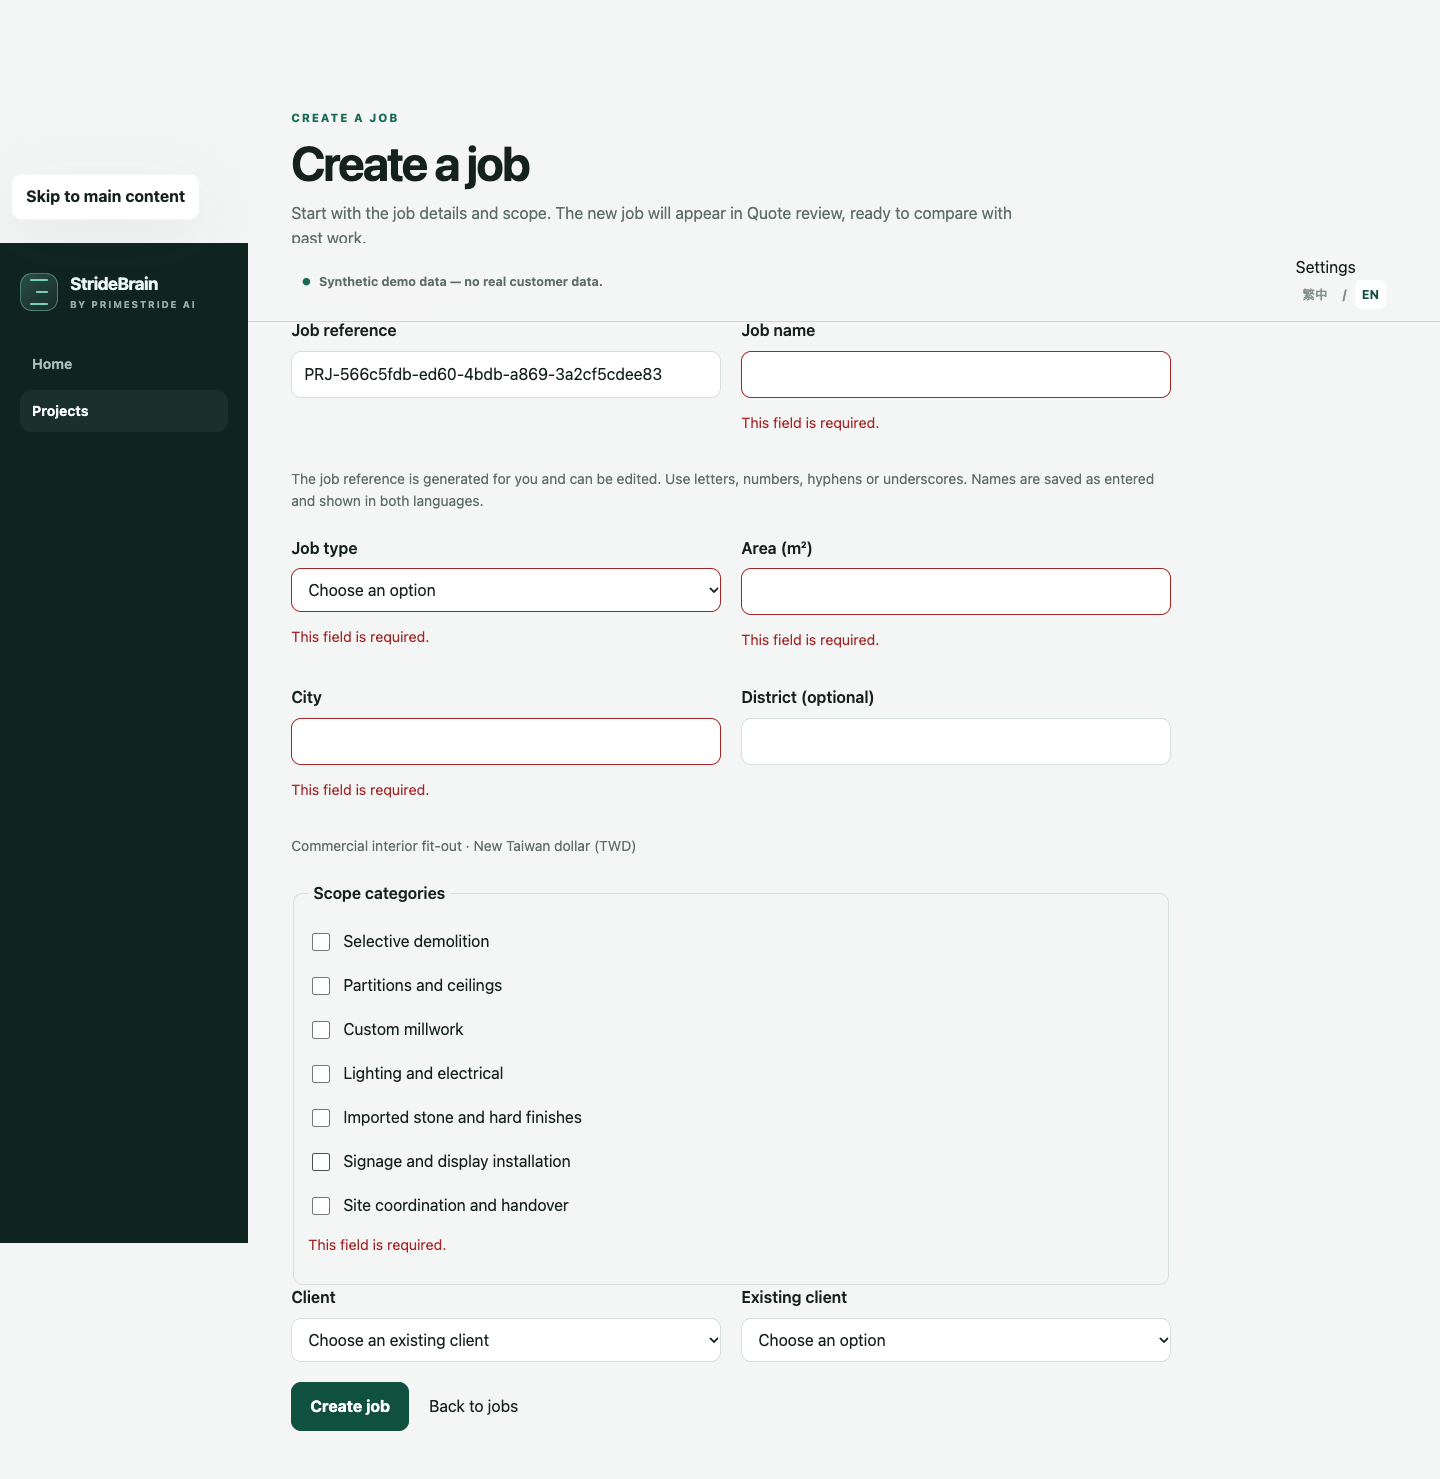 CREATE A JOB
Create a job
Start with the job details and scope. The new job will appear in Quote review, ready to compare with
past work.
Skip to main content
StrideBrain
BY PRIMESTRIDE AI
Home
Projects
Synthetic demo data — no real customer data.
Settings
繁中 / EN
Job reference
PRJ-566c5fdb-ed60-4bdb-a869-3a2cf5cdee83
Job name
This field is required.
The job reference is generated for you and can be edited. Use letters, numbers, hyphens or underscores. Names are saved as entered
and shown in both languages.
Job type
Choose an option
This field is required.
Area (m²)
This field is required.
City
This field is required.
District (optional)
Commercial interior fit-out · New Taiwan dollar (TWD)
Scope categories
Selective demolition
Partitions and ceilings
Custom millwork
Lighting and electrical
Imported stone and hard finishes
Signage and display installation
Site coordination and handover
This field is required.
Client
Choose an existing client
Existing client
Choose an option
Create job
Back to jobs